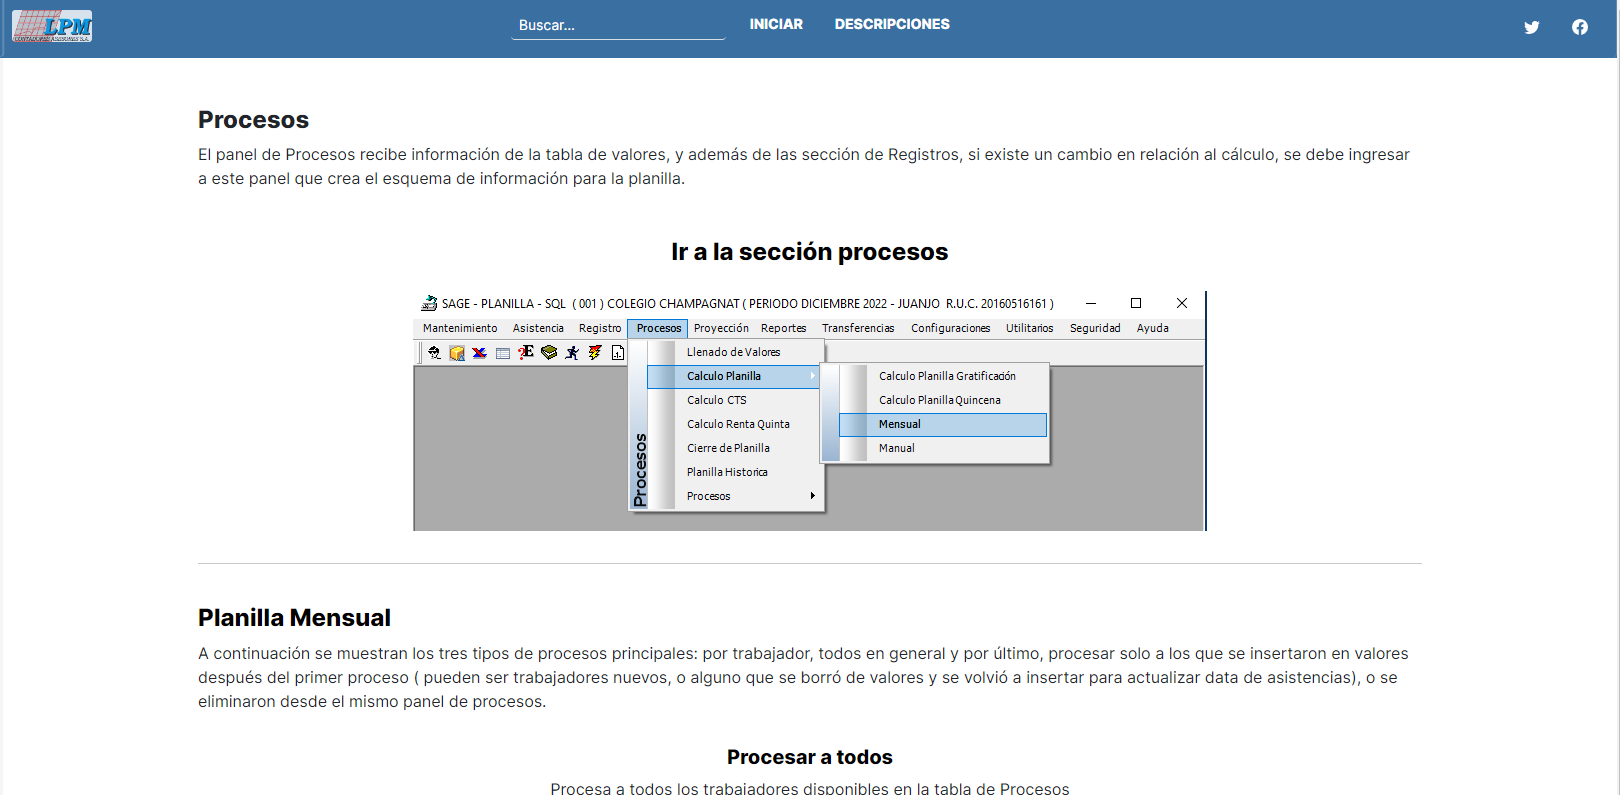 LPM
CONTADORES ASESORES S.A.
Buscar...
INICIAR
DESCRIPCIONES
Procesos
El panel de Procesos recibe información de la tabla de valores, y además de las sección de Registros, si existe un cambio en relación al cálculo, se debe ingresar
a este panel que crea el esquema de información para la planilla.
Ir a la sección procesos
SAGE - PLANILLA - SQL ( 001 ) COLEGIO CHAMPAGNAT ( PERIODO DICIEMBRE 2022 - JUANJO R.U.C. 20160516161 )
Mantenimiento Asistencia Registro Procesos Proyección Reportes Transferencias Configuraciones Utilitarios Seguridad Ayuda
Llenado de Valores
Calculo Planilla
Calculo CTS
Calculo Renta Quinta
Cierre de Planilla
Planilla Historica
Procesos
Procesos
Calculo Planilla Gratificación
Calculo Planilla Quincena
Mensual
Manual
Planilla Mensual
A continuación se muestran los tres tipos de procesos principales: por trabajador, todos en general y por último, procesar solo a los que se insertaron en valores
después del primer proceso ( pueden ser trabajadores nuevos, o alguno que se borró de valores y se volvió a insertar para actualizar data de asistencias), o se
eliminaron desde el mismo panel de procesos.
Procesar a todos
Procesa a todos los trabajadores disponibles en la tabla de Procesos